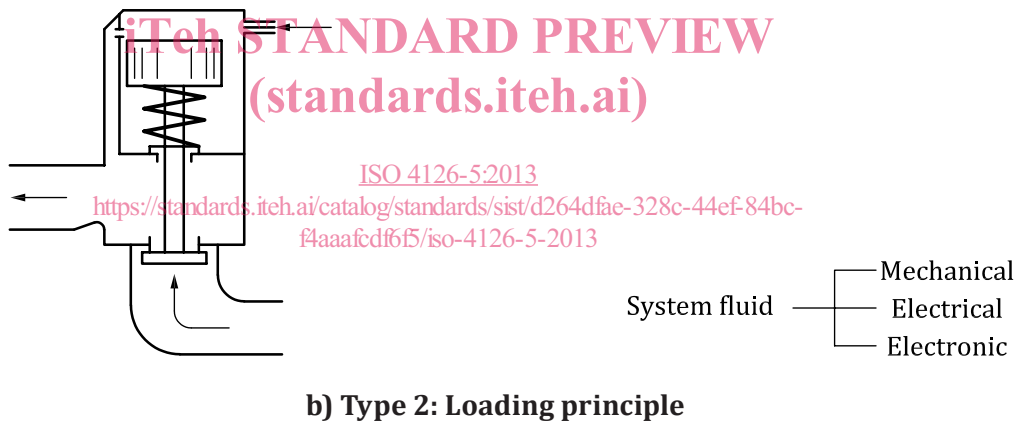 iTeh STANDARD PREVIEW
(standards.iteh.ai)
ISO 4126-5:2013
https://standards.iteh.ai/catalog/standards/sist/d264dfae-328c-44ef-84bc-
f4aaafcdf6f5/iso-4126-5-2013
Mechanical
System fluid
Electrical
Electronic
b) Type 2: Loading principle